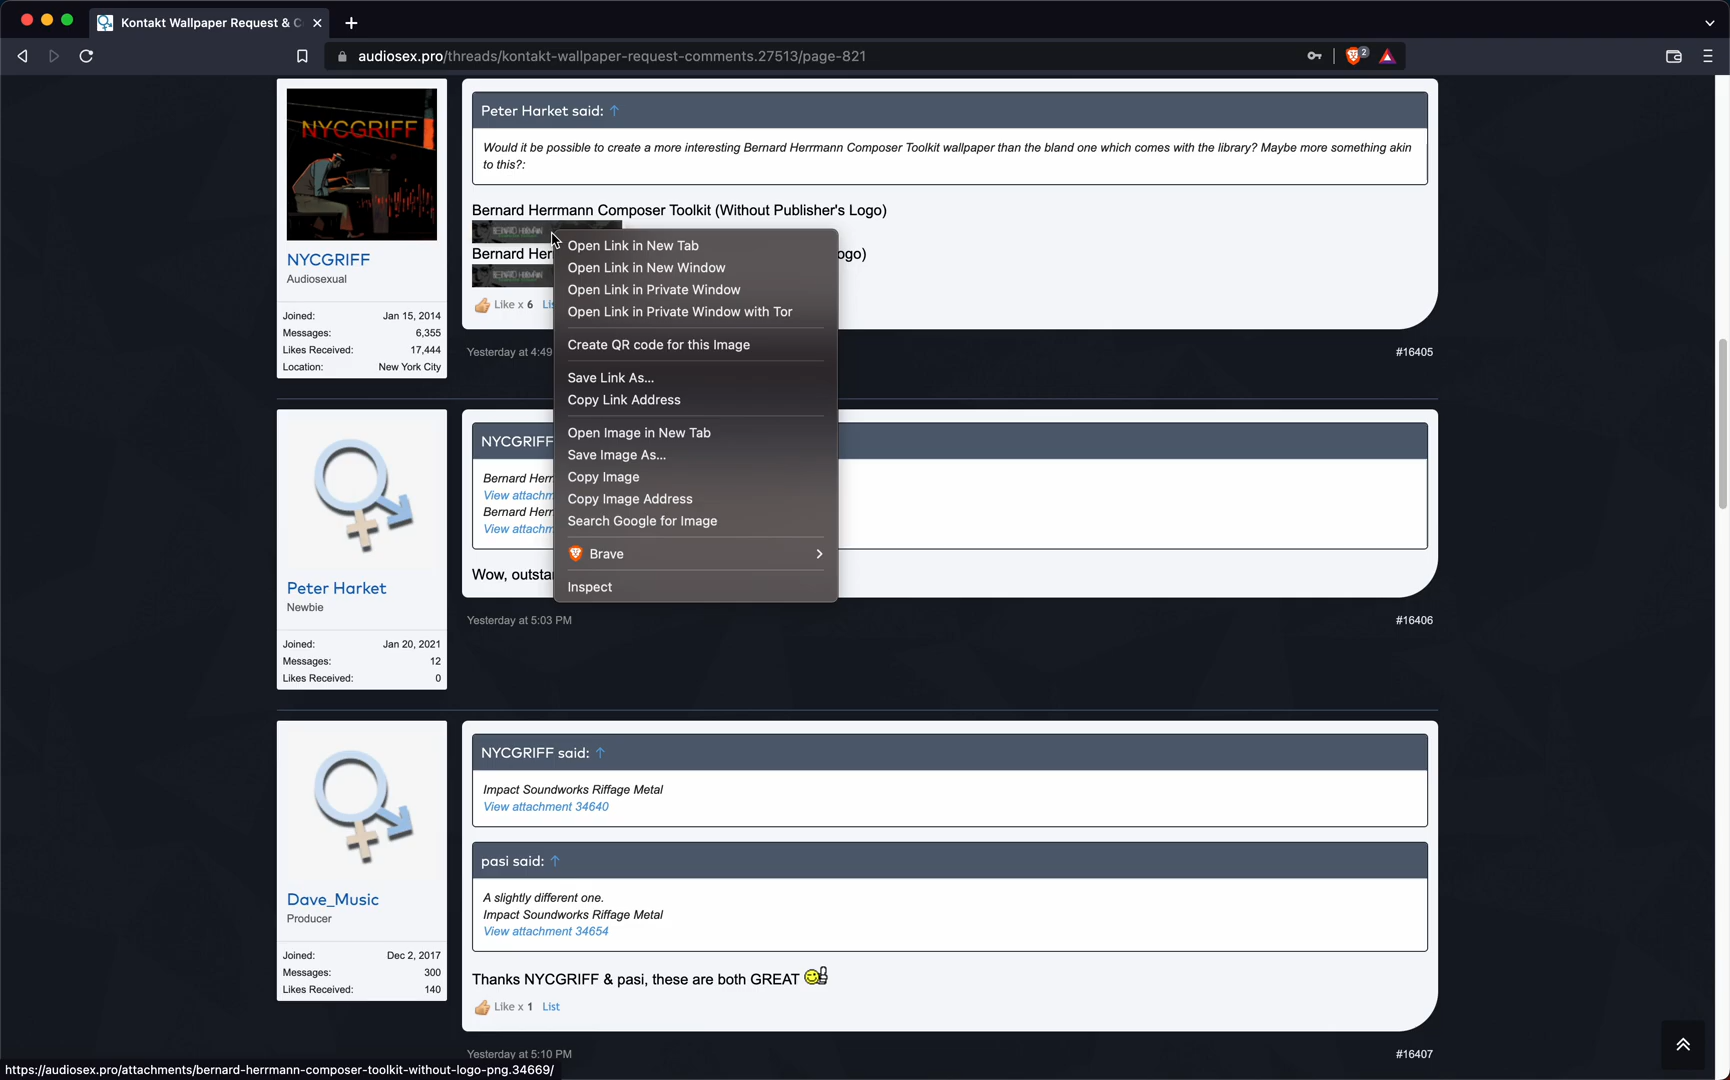 Kontakt Wallpaper Request & C
audiosex.pro/threads/kontakt-wallpaper-request-comments.27513/page-821
2
NYCGRIFF
NYCGRIFF
Audiosexual
Joined: Jan 15, 2014
Messages: 6,355
Likes Received: 17,444
Location: New York City
Peter Harket said: ↑
Would it be possible to create a more interesting Bernard Herrmann Composer Toolkit wallpaper than the bland one which comes with the library? Maybe more something akin
to this?:
Bernard Herrmann Composer Toolkit (Without Publisher's Logo)
Bernard Her
ogo)
Like x 6 Lis
Yesterday at 4:49
#16405
Open Link in New Tab
Open Link in New Window
Open Link in Private Window
Open Link in Private Window with Tor
Create QR code for this Image
Save Link As...
Copy Link Address
Open Image in New Tab
Save Image As...
Copy Image
Copy Image Address
Search Google for Image
Brave
Inspect
Peter Harket
Newbie
Joined: Jan 20, 2021
Messages: 12
Likes Received: 0
NYCGRIFF
Bernard Herr
View attachm
Bernard Herr
View attachm
Wow, outsta
Yesterday at 5:03 PM
#16406
Dave_Music
Producer
Joined: Dec 2, 2017
Messages: 300
Likes Received: 140
NYCGRIFF said: ↑
Impact Soundworks Riffage Metal
View attachment 34640
pasi said: ↑
A slightly different one.
Impact Soundworks Riffage Metal
View attachment 34654
Thanks NYCGRIFF & pasi, these are both GREAT
Like x 1 List
Yesterday at 5:10 PM
#16407
https://audiosex.pro/attachments/bernard-herrmann-composer-toolkit-without-logo-png.34669/